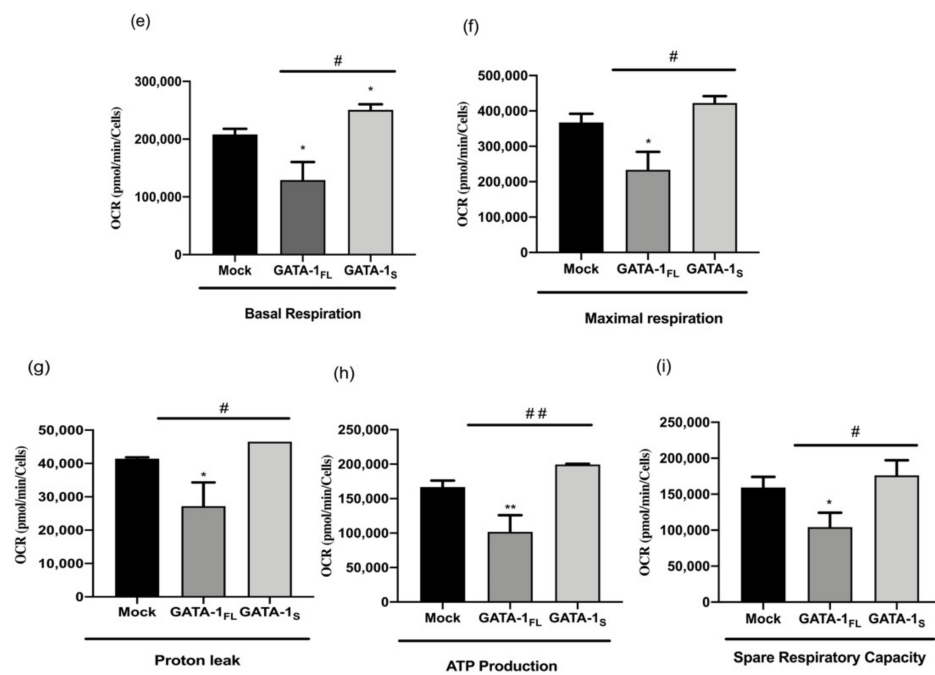 (e)
#
300,000
200,000
100,000
0
OCR (pmol/min/Cells)
*
*
Mock GATA-1FL GATA-1S
Basal Respiration
(f)
#
500,000
400,000
300,000
200,000
100,000
0
OCR (pmol/min/Cells)
*
Mock GATA-1FL GATA-1S
Maximal respiration
(g)
#
50,000
40,000
30,000
20,000
10,000
0
OCR (pmol/min/Cells)
*
Mock GATA-1FL GATA-1S
Proton leak
(h)
# #
250,000
200,000
150,000
100,000
50,000
0
OCR (pmol/min/Cells)
**
Mock GATA-1FL GATA-1S
ATP Production
(i)
#
250,000
200,000
150,000
100,000
50,000
0
OCR (pmol/min/Cells)
*
Mock GATA-1FL GATA-1S
Spare Respiratory Capacity